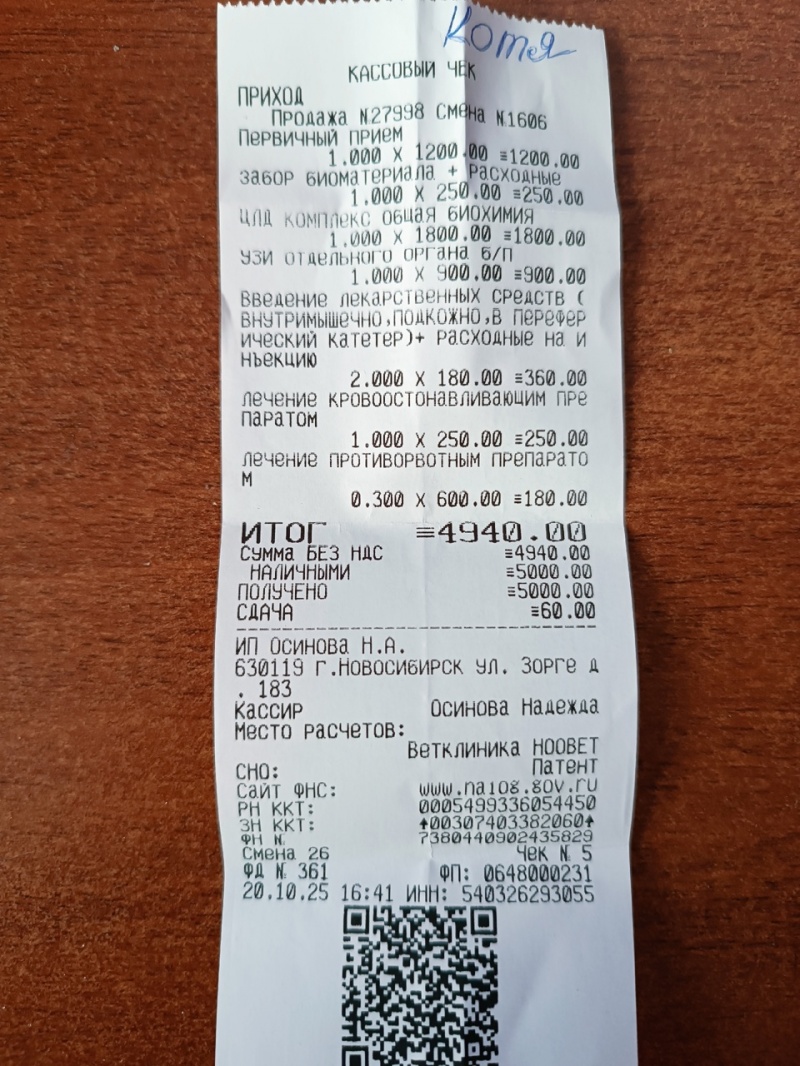 Котя
КАССОВЫЙ ЧЕК
ПРИХОД
Продажа №27998 Смена №1606
Первичный прием
1.000 X 1200.00 ≡1200.00
Забор биоматериала + Расходные
1.000 X 250.00 ≡250.00
ЦЛД комплекс общая биохимия
1.000 X 1800.00 ≡1800.00
УЗИ отдельного органа б/п
1.000 X 900.00 ≡900.00
Введение лекарственных средств (
внутримышечно,подкожно,в перефер
ический катетер)+ Расходные на и
нъекцию
2.000 X 180.00 ≡360.00
лечение кровоостонавливающим пре
паратом
1.000 X 250.00 ≡250.00
лечение противорвотным препарато
м
0.300 X 600.00 ≡180.00
ИТОГ ≡4940.00
СУММА БЕЗ НДС ≡4940.00
НАЛИЧНЫМИ ≡5000.00
ПОЛУЧЕНО ≡5000.00
СДАЧА ≡60.00
ИП Осинова Н.А.
630119 г.Новосибирск ул. Зорге д
. 183
Кассир Осинова Надежда
Место расчетов:
Ветклиника НООВЕТ
СНО: Патент
Сайт ФНС: www.nalog.gov.ru
РН ККТ: 0005499336054450
ЗН ККТ: ↑00307403382060↑
ФН № 7380440902435829
Смена 26 Чек № 5
ФД № 361 ФП: 0648000231
20.10.25 16:41 ИНН: 540326293055